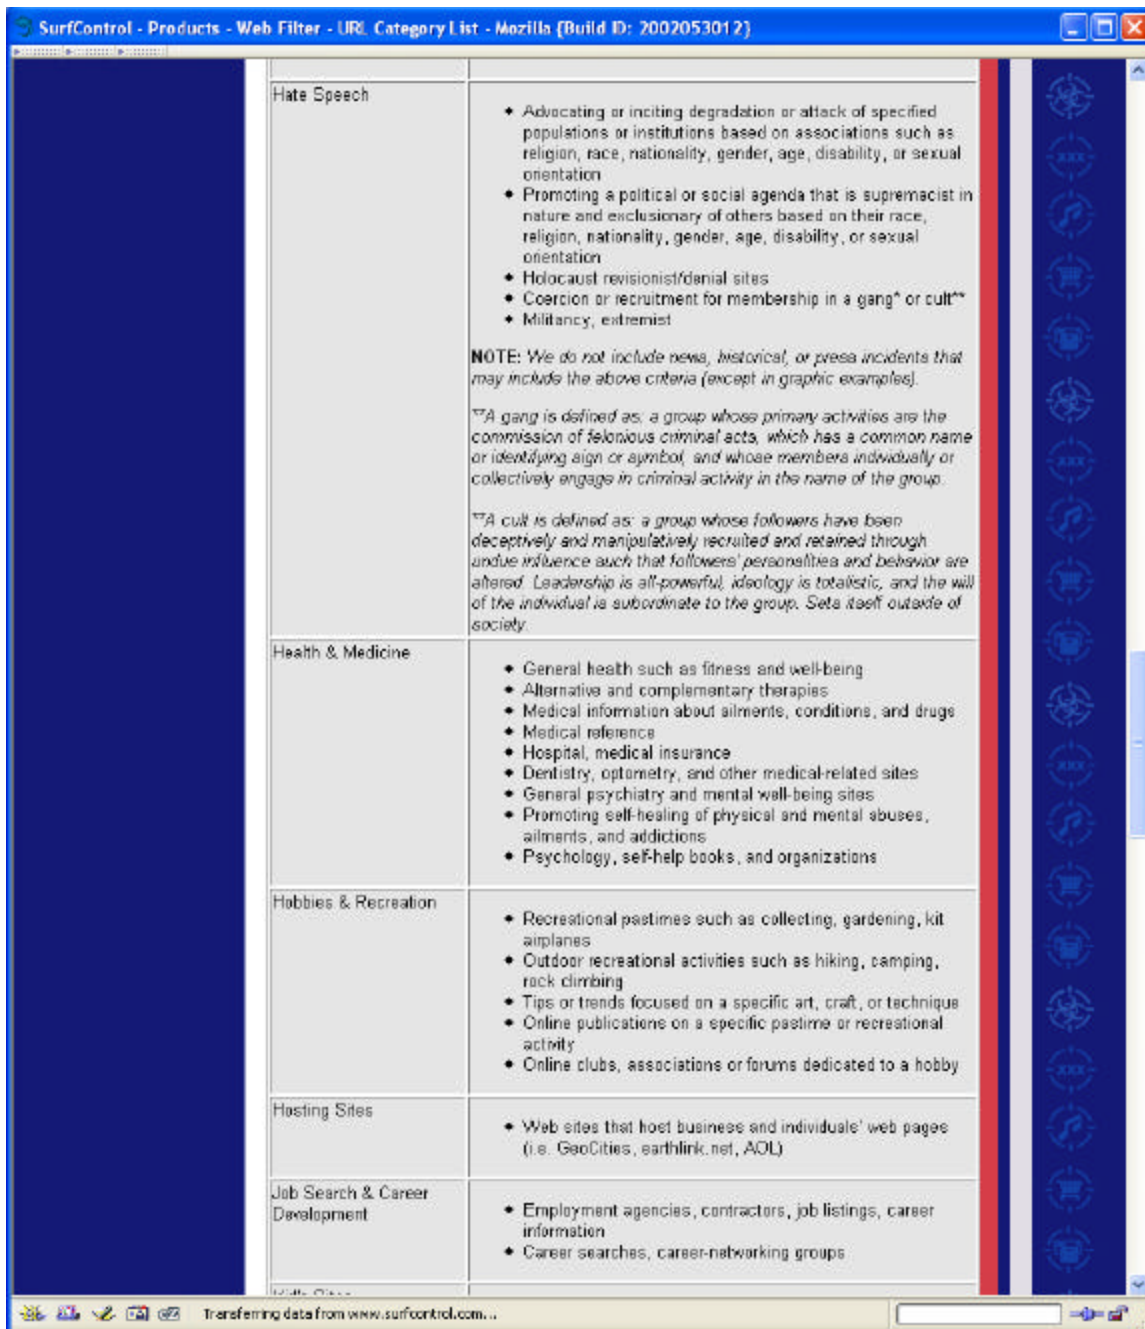 SurfControl - Products - Web Filter - URL Category List - Mozilla {Build ID: 2002053012}
Hate Speech
• Advocating or inciting degradation or attack of specified
populations or institutions based on associations such as
religion, race, nationality, gender, age, disability, or sexual
orientation
• Promoting a political or social agenda that is supremacist in
nature and exclusionary of others based on their race,
religion, nationality, gender, age, disability, or sexual
orientation
• Holocaust revisionist/denial sites
• Coercion or recruitment for membership in a gang* or cult**
• Militancy, extremist
NOTE: We do not include news, historical, or press incidents that
may include the above criteria (except in graphic examples).
**A gang is defined as: a group whose primary activities are the
commission of felonious criminal acts, which has a common name
or identifying sign or symbol, and whose members individually or
collectively engage in criminal activity in the name of the group.
**A cult is defined as: a group whose followers have been
deceptively and manipulatively recruited and retained through
undue influence such that followers' personalities and behavior are
altered. Leadership is all-powerful, ideology is totalistic, and the will
of the individual is subordinate to the group. Sets itself outside of
society.
Health & Medicine
• General health such as fitness and well-being
• Alternative and complementary therapies
• Medical information about ailments, conditions, and drugs
• Medical reference
• Hospital, medical insurance
• Dentistry, optometry, and other medical-related sites
• General psychiatry and mental well-being sites
• Promoting self-healing of physical and mental abuses,
ailments, and addictions
• Psychology, self-help books, and organizations
Hobbies & Recreation
• Recreational pastimes such as collecting, gardening, kit
airplanes
• Outdoor recreational activities such as hiking, camping,
rock climbing
• Tips or trends focused on a specific art, craft, or technique
• Online publications on a specific pastime or recreational
activity
• Online clubs, associations or forums dedicated to a hobby
Hosting Sites
• Web sites that host business and individuals' web pages
(i.e. GeoCities, earthlink.net, AOL)
Job Search & Career
Development
• Employment agencies, contractors, job listings, career
information
• Career searches, career-networking groups
Transferring data from www.surfcontrol.com...